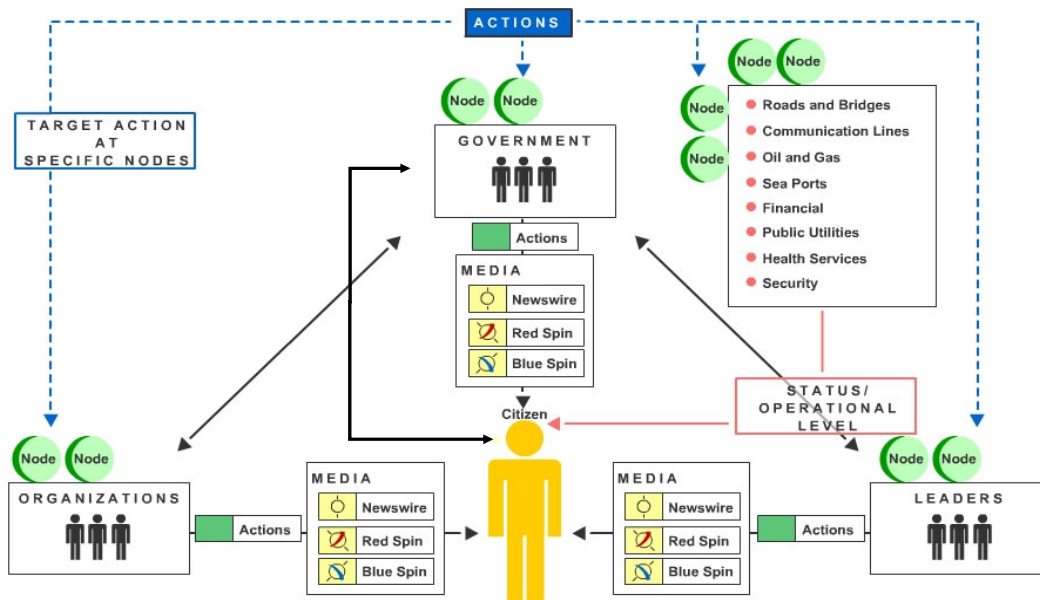 ACTIONS
Node Node
Node Node
Node
Node
TARGET ACTION
AT
SPECIFIC NODES
GOVERNMENT
Roads and Bridges
Communication Lines
Oil and Gas
Sea Ports
Financial
Public Utilities
Health Services
Security
Actions
MEDIA
Newswire
Red Spin
Blue Spin
STATUS/
OPERATIONAL
LEVEL
Citizen
Node Node
ORGANIZATIONS
Actions
MEDIA
Newswire
Red Spin
Blue Spin
MEDIA
Newswire
Red Spin
Blue Spin
Actions
Node Node
LEADERS